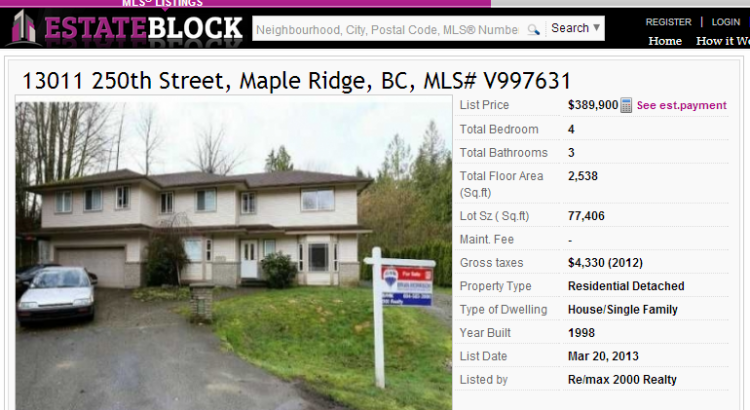 MLS® LISTINGS
ESTATEBLOCK
Neighbourhood, City, Postal Code, MLS® Numbe
Search
REGISTER | LOGIN
Home How it Wo
13011 250th Street, Maple Ridge, BC, MLS# V997631
List Price $389,900 See est.payment
Total Bedroom 4
Total Bathrooms 3
Total Floor Area (Sq.ft) 2,538
Lot Sz ( Sq.ft) 77,406
Maint. Fee -
Gross taxes $4,330 (2012)
Property Type Residential Detached
Type of Dwelling House/Single Family
Year Built 1998
List Date Mar 20, 2013
Listed by Re/max 2000 Realty
For Sale